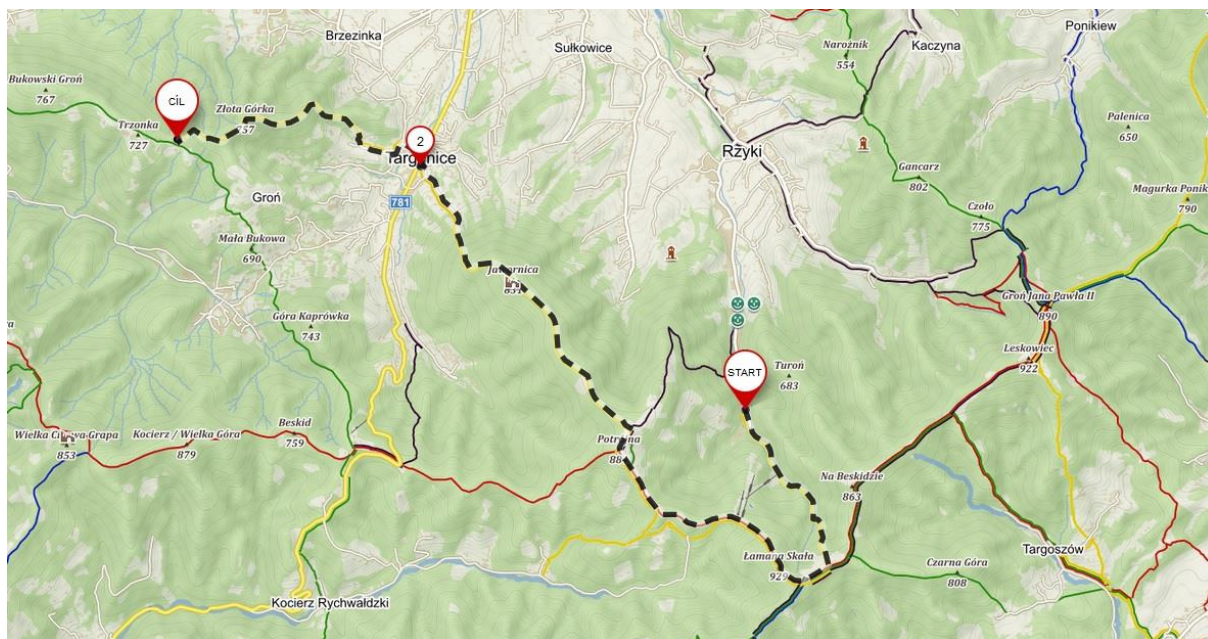 Brzezinka
Sułkowice
Narożnik
554
Kaczyna
Ponikiew
Bukowski Groń
767
CÍL
Złota Górka
757
Trzonka
727
2
Targanice
Rzyki
Palenica
650
Gancarz
802
Groń
781
Magurka Ponik
790
Czoło
775
Mała Bukowa
690
Jawornica
831
Groń Jana Pawła II
890
Góra Kaprówka
743
Leskowiec
922
START
Turoń
683
Wielka Cisowa Grapa
853
Kocierz / Wielka Góra
879
Beskid
759
Potrójna
88
Na Beskidzie
863
Targoszów
Łamana Skała
929
Czarna Góra
808
Kocierz Rychwałdzki